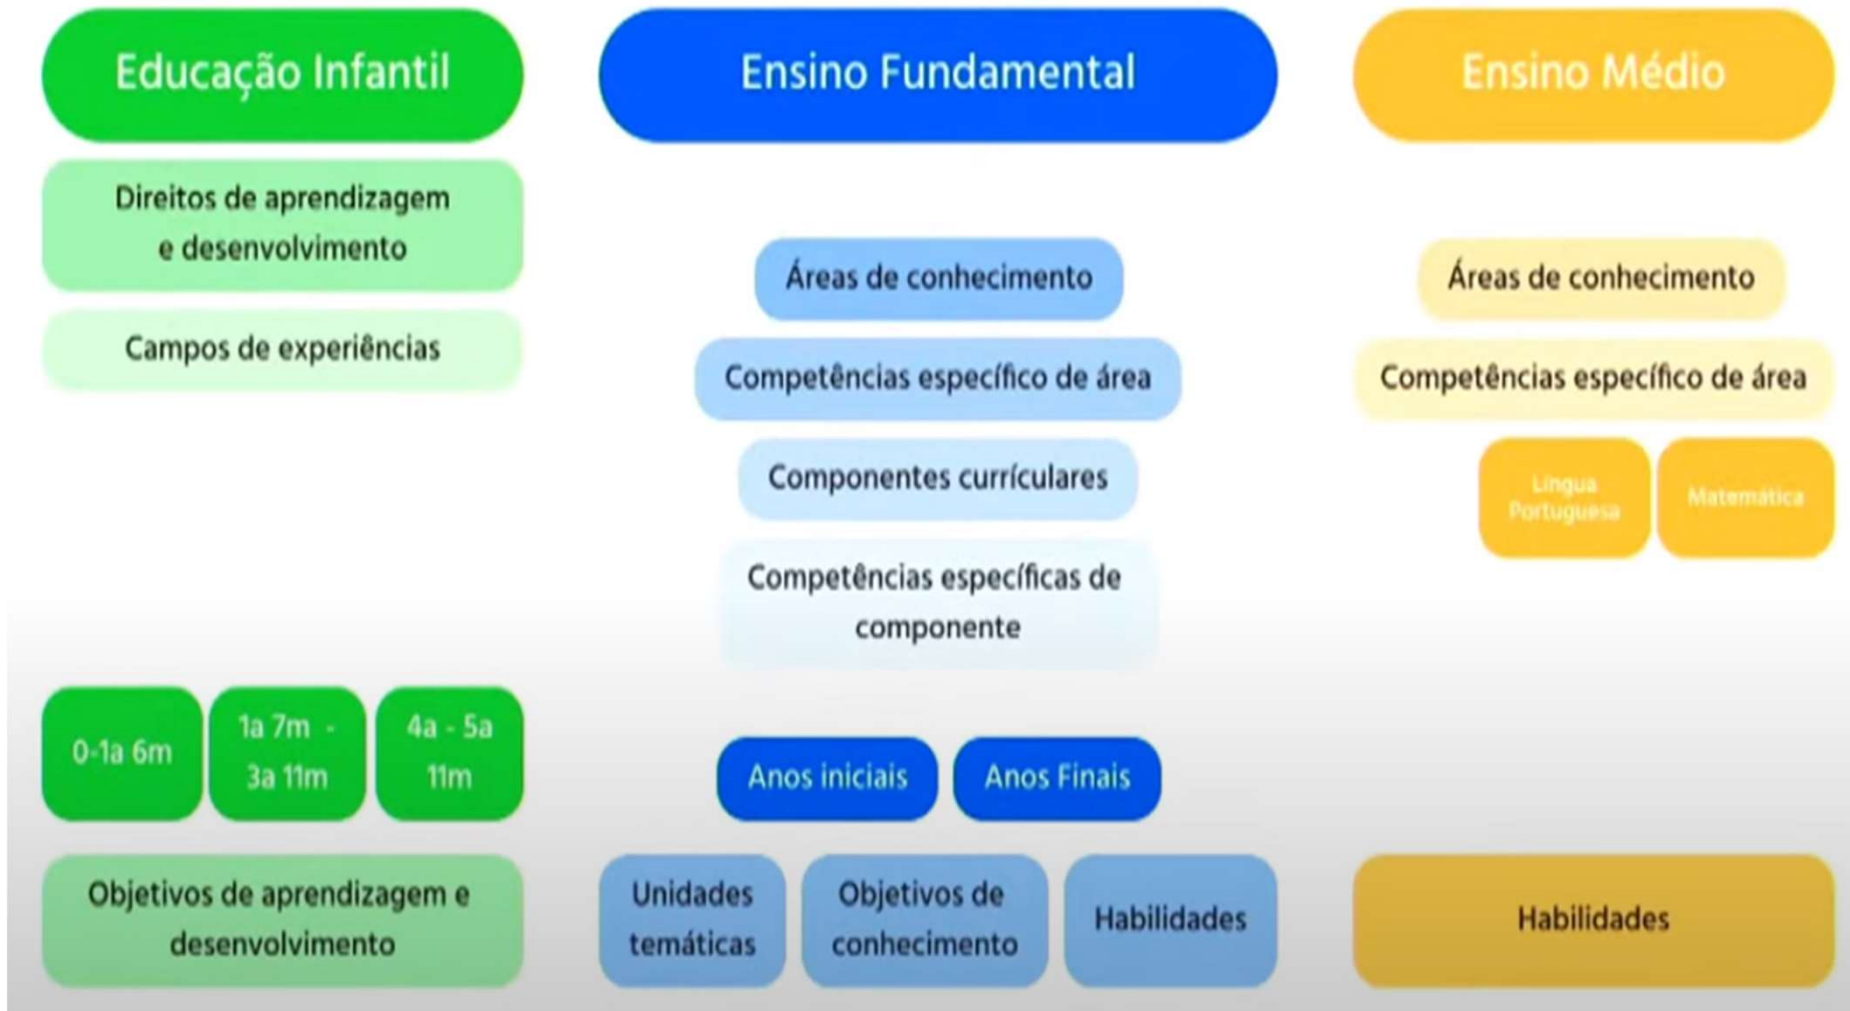 Educação Infantil
Direitos de aprendizagem
e desenvolvimento
Campos de experiências
0-1a 6m
1a 7m -
3a 11m
4a - 5a
11m
Objetivos de aprendizagem e
desenvolvimento
Ensino Fundamental
Áreas de conhecimento
Competências específico de área
Componentes currículares
Competências específicas de
componente
Anos iniciais
Anos Finais
Unidades
temáticas
Objetivos de
conhecimento
Habilidades
Ensino Médio
Áreas de conhecimento
Competências específico de área
Língua
Portuguesa
Matemática
Habilidades